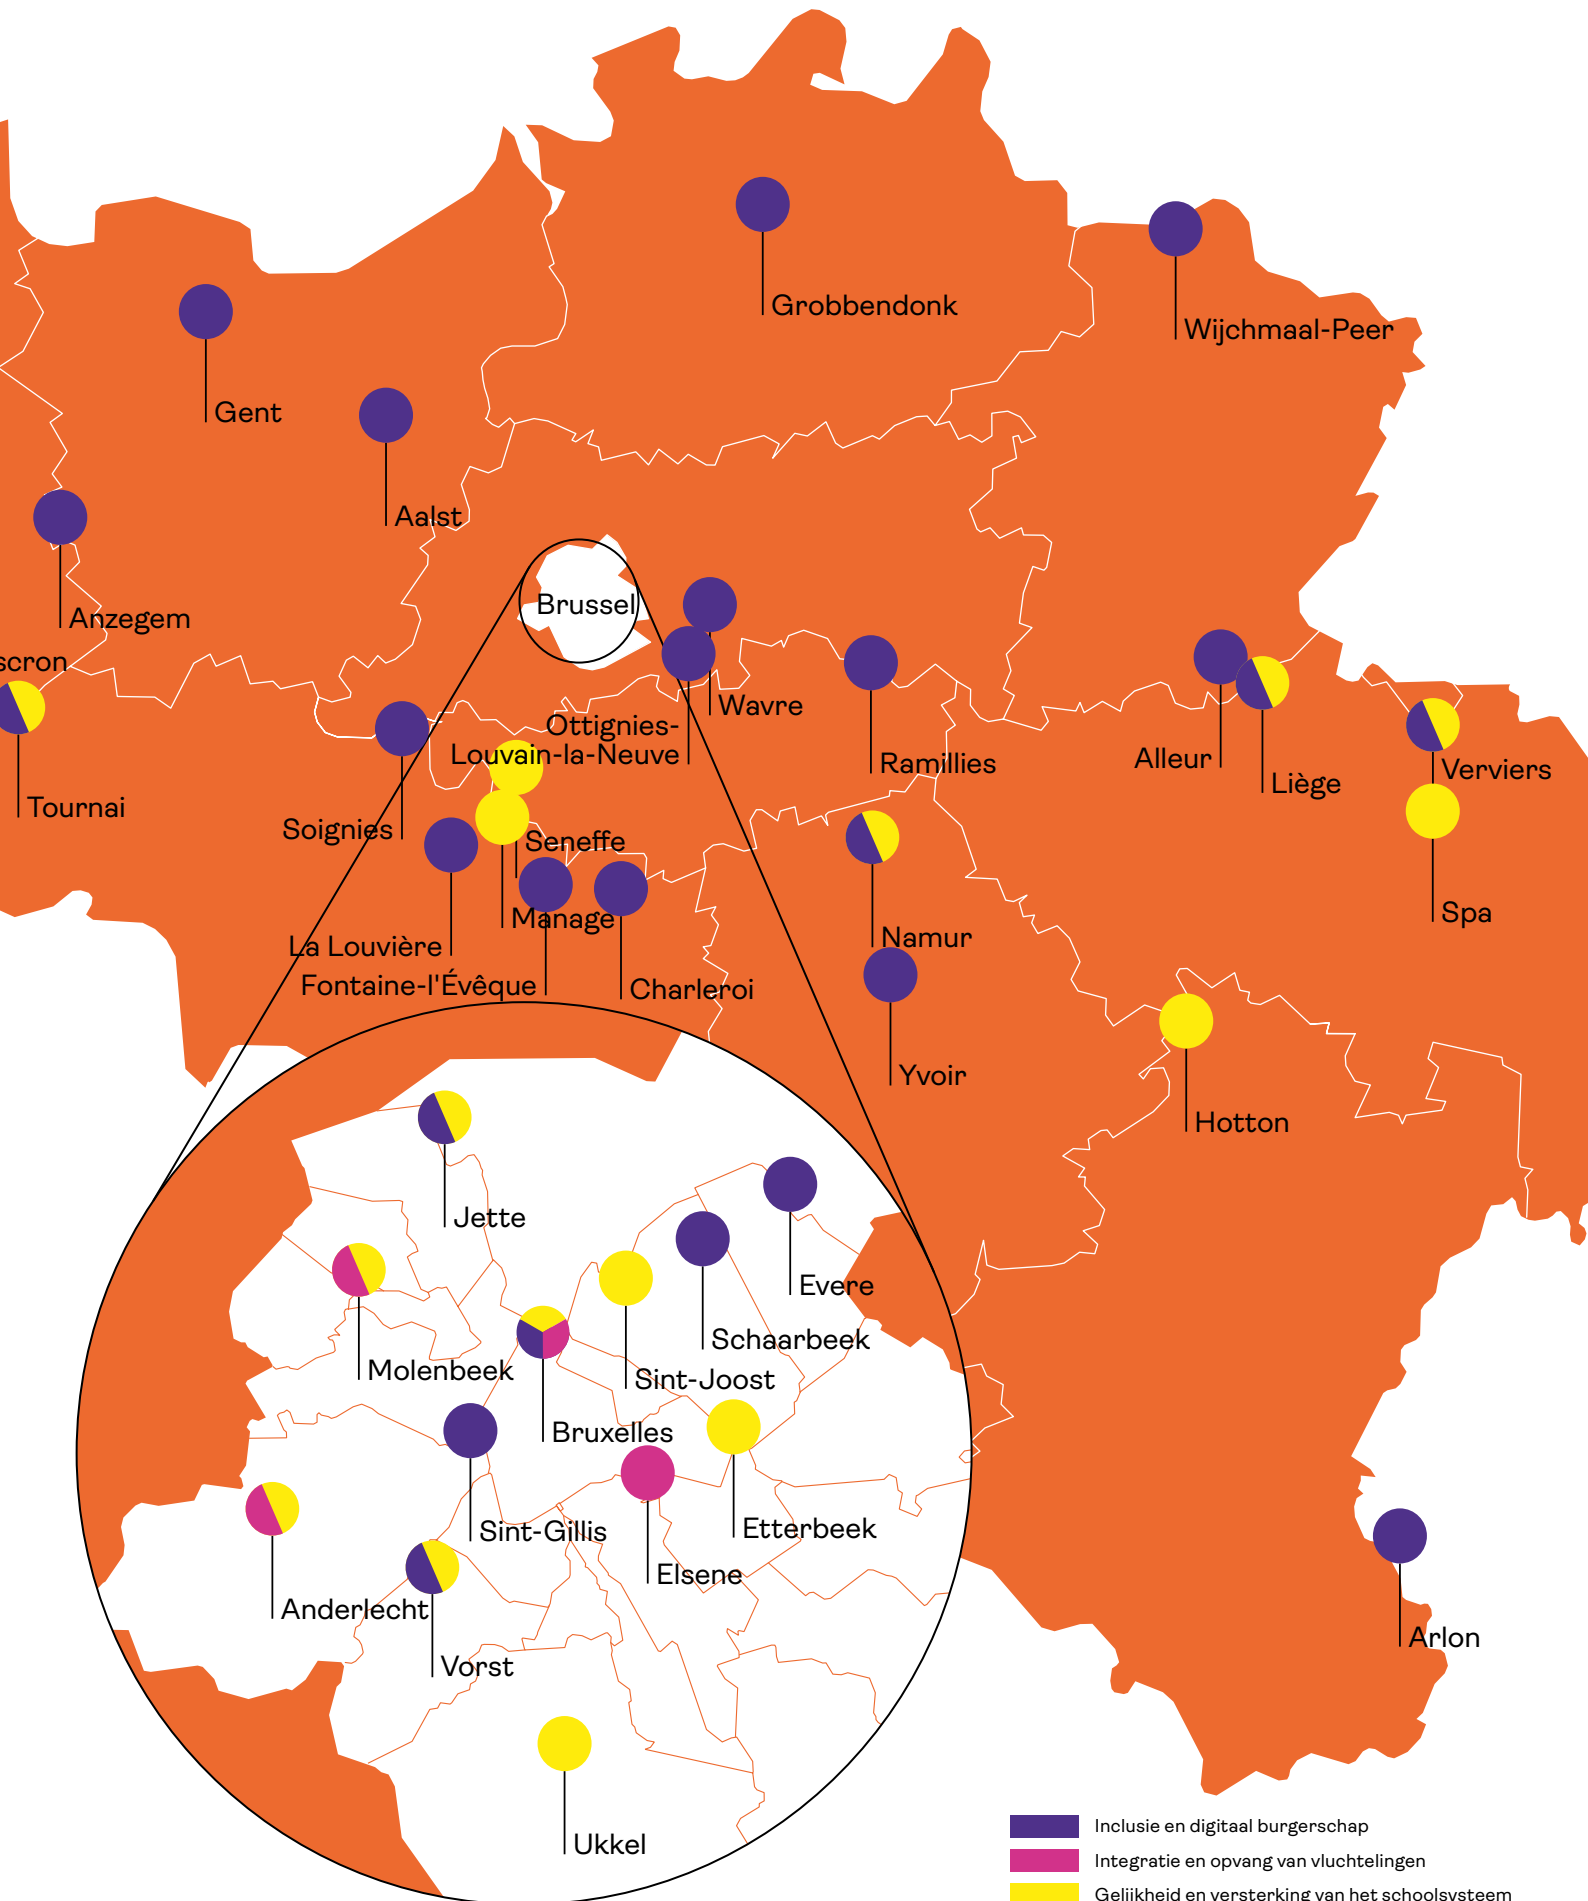 Grobbendonk
Wijchmaal-Peer
Gent
Aalst
Brussel
Anzegem
scron
Wavre
Ottignies-
Louvain-la-Neuve
Ramillies
Alleur
Liège
Verviers
Tournai
Soignies
Seneffe
Manage
La Louvière
Fontaine-l'Évêque
Charleroi
Namur
Spa
Yvoir
Hotton
Jette
Evere
Schaarbeek
Molenbeek
Sint-Joost
Bruxelles
Sint-Gillis
Etterbeek
Elsene
Anderlecht
Vorst
Arlon
Ukkel
Inclusie en digitaal burgerschap
Integratie en opvang van vluchtelingen
Gelijkheid en versterking van het schoolsysteem